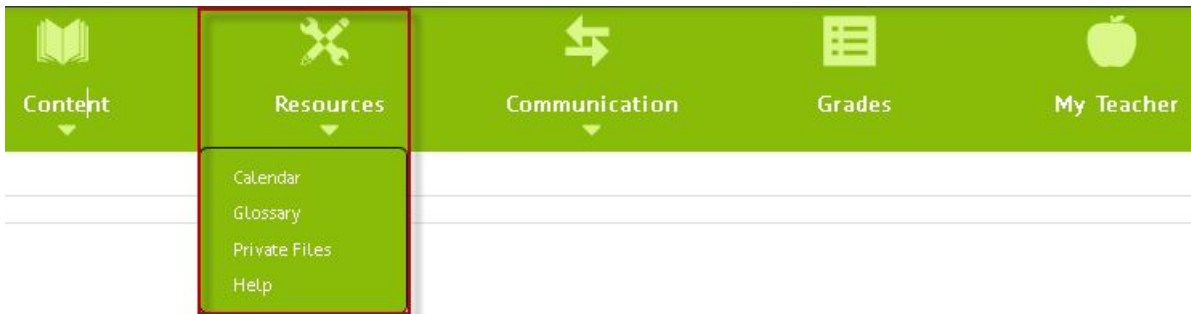 Content
Resources
Communication
Grades
My Teacher
Calendar
Glossary
Private Files
Help